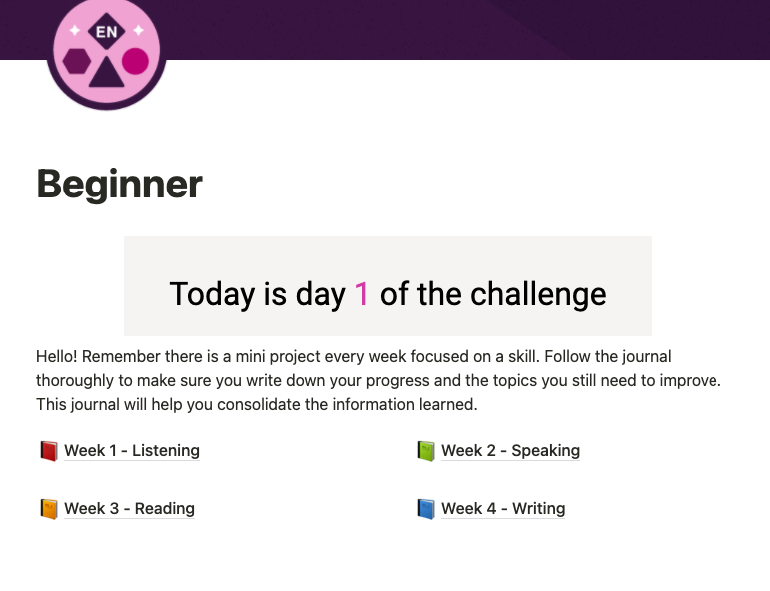 EN
Beginner
Today is day 1 of the challenge
Hello! Remember there is a mini project every week focused on a skill. Follow the journal
thoroughly to make sure you write down your progress and the topics you still need to improve.
This journal will help you consolidate the information learned.
Week 1 - Listening
Week 2 - Speaking
Week 3 - Reading
Week 4 - Writing